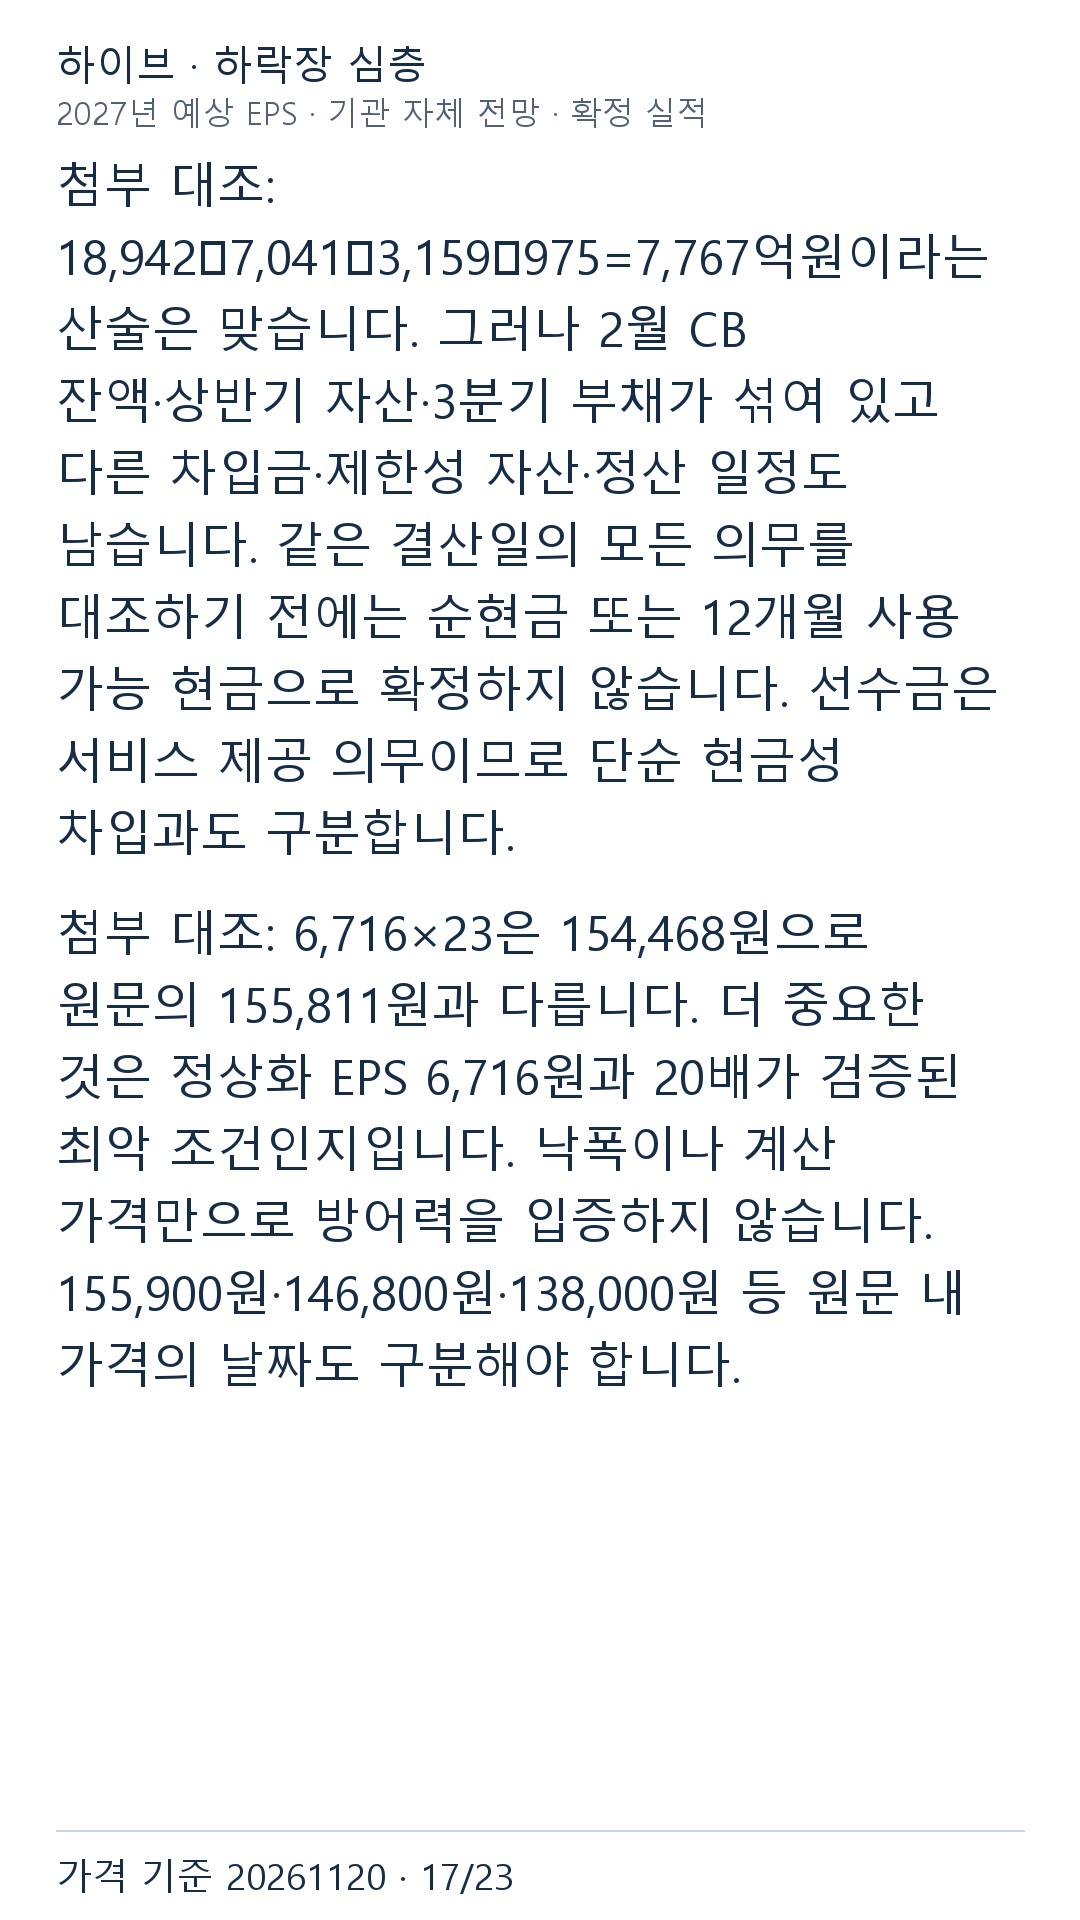 하이브 · 하락장 심층
2027년 예상 EPS · 기관 자체 전망 · 확정 실적
첨부 대조:
18,942□7,041□3,159□975=7,767억원이라는
산술은 맞습니다. 그러나 2월 CB
잔액·상반기 자산·3분기 부채가 섞여 있고
다른 차입금·제한성 자산·정산 일정도
남습니다. 같은 결산일의 모든 의무를
대조하기 전에는 순현금 또는 12개월 사용
가능 현금으로 확정하지 않습니다. 선수금은
서비스 제공 의무이므로 단순 현금성
차입과도 구분합니다.
첨부 대조: 6,716×23은 154,468원으로
원문의 155,811원과 다릅니다. 더 중요한
것은 정상화 EPS 6,716원과 20배가 검증된
최악 조건인지입니다. 낙폭이나 계산
가격만으로 방어력을 입증하지 않습니다.
155,900원·146,800원·138,000원 등 원문 내
가격의 날짜도 구분해야 합니다.
가격 기준 20261120 · 17/23